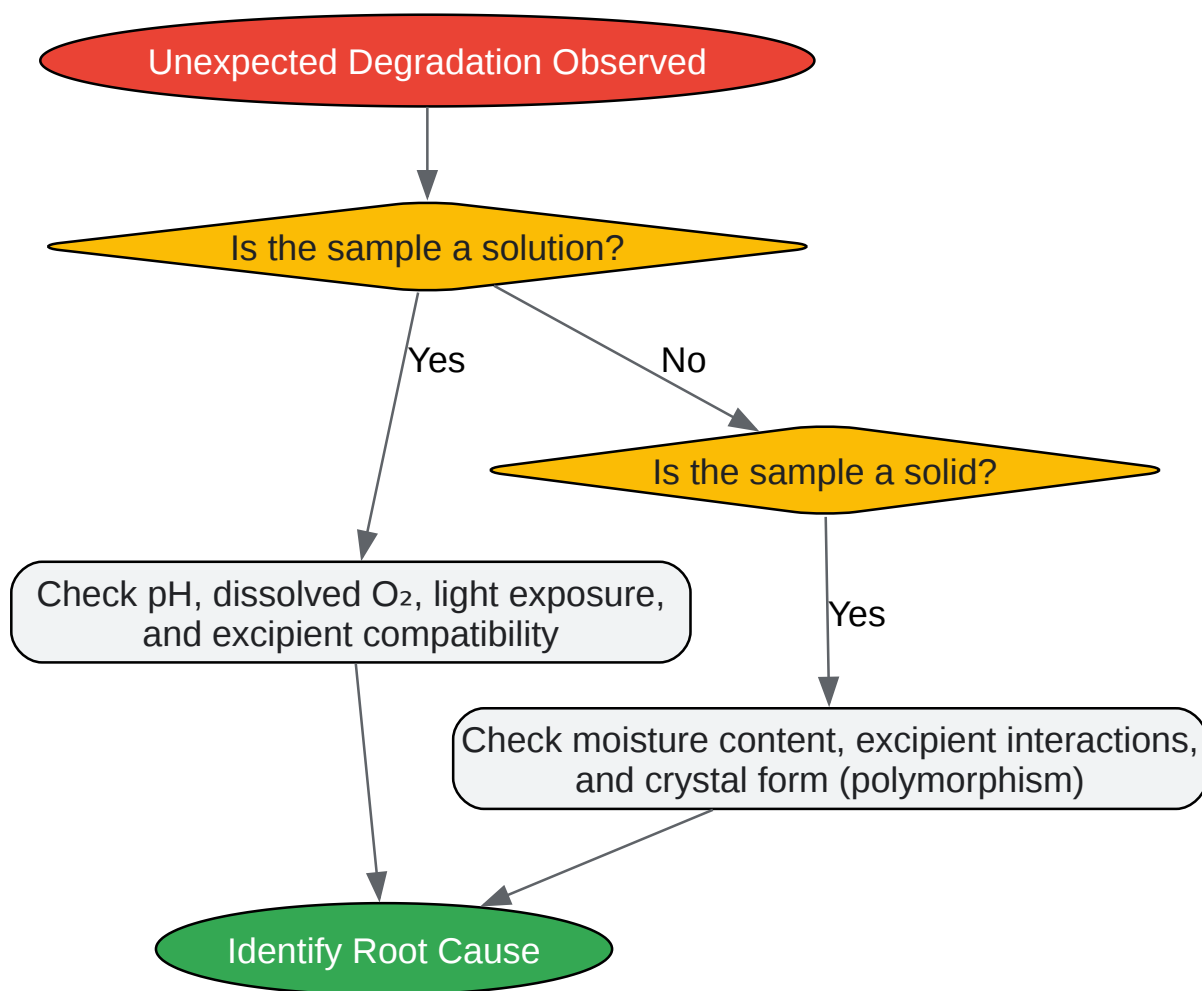 Unexpected Degradation Observed
Is the sample a solution?
Yes
No
Is the sample a solid?
Check pH, dissolved O₂, light exposure,
and excipient compatibility
Yes
Check moisture content, excipient interactions,
and crystal form (polymorphism)
Identify Root Cause